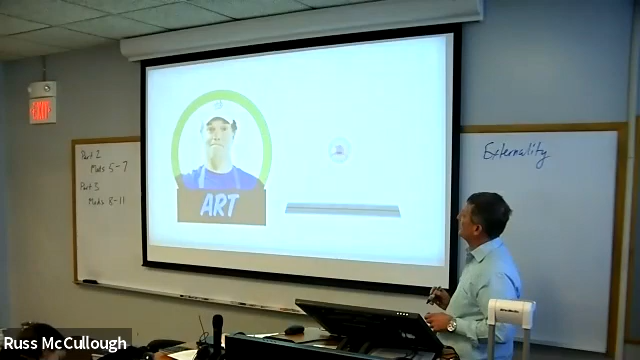 EXIT
Part 2
Mods 5-7
Part 3
Mods 8-11
ART
Externality
Russ McCullough